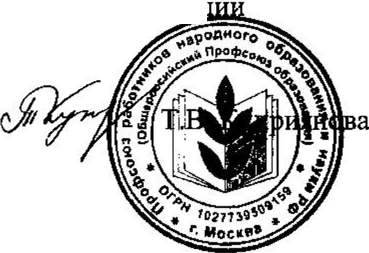 ции
Т.В.
Профсоюз работников народного образования и науки РФ
(Общероссийский Профсоюз образования)
* ОГРН 1027739509159 *
* г. Москва *